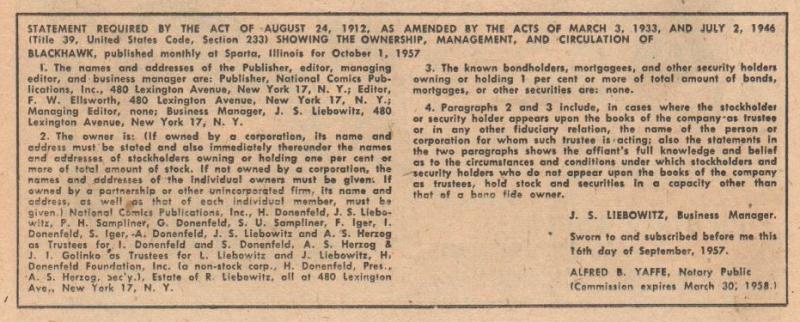 STATEMENT REQUIRED BY THE ACT OF AUGUST 24, 1912, AS AMENDED BY THE ACTS OF MARCH 3, 1933, AND JULY 2, 1946
(Title 39, United States Code, Section 233) SHOWING THE OWNERSHIP, MANAGEMENT, AND CIRCULATION OF
BLACKHAWK, published monthly at Sparta, Illinois for October 1, 1957
1. The names and addresses of the Publisher, editor, managing
editor, and business manager are: Publisher, National Comics Pub-
lications, Inc., 480 Lexington Avenue, New York 17, N. Y.; Editor,
F. W. Ellsworth, 480 Lexington Avenue, New York 17, N. Y.;
Managing Editor, none; Business Manager, J. S. Liebowitz, 480
Lexington Avenue, New York 17, N. Y.
2. The owner is: (If owned by a corporation, its name and
address must be stated and also immediately thereunder the names
and addresses of stockholders owning or holding one per cent or
more of total amount of stock. If not owned by a corporation, the
names and addresses of the individual owners must be given. If
owned by a partnership or other unincorporated firm, its name and
address, as well as that of each individual member, must be
given.) National Comics Publications, Inc., H. Donenfeld, J. S. Liebo-
witz, P. H. Sampliner, G. Donenfeld, S. U. Sampliner, F. Iger, I.
Donenfeld, S. Iger, A. Donenfeld, J. S. Liebowitz and A. S. Herzog
as Trustees for I. Donenfeld and S. Donenfeld, A. S. Herzog &
J. I. Golinko as Trustees for L. Liebowitz and J. Liebowitz, H.
Donenfeld Foundation, Inc. (a non-stock corp., H. Donenfeld, Pres.,
A. S. Herzog, sec'y.), Estate of R. Liebowitz, all at 480 Lexington
Ave., New York 17, N. Y.
3. The known bondholders, mortgagees, and other security holders
owning or holding 1 per cent or more of total amount of bonds,
mortgages, or other securities are: none.
4. Paragraphs 2 and 3 include, in cases where the stockholder
or security holder appears upon the books of the company as trustee
or in any other fiduciary relation, the name of the person or
corporation for whom such trustee is acting; also the statements in
the two paragraphs shows the affiant's full knowledge and belief
as to the circumstances and conditions under which stockholders and
security holders who do not appear upon the books of the company
as trustees, hold stock and securities in a capacity other than
that of a bona fide owner.
J. S. LIEBOWITZ, Business Manager.
Sworn to and subscribed before me this
16th day of September, 1957.
ALFRED B. YAFFE, Notary Public
(Commission expires March 30, 1958.)